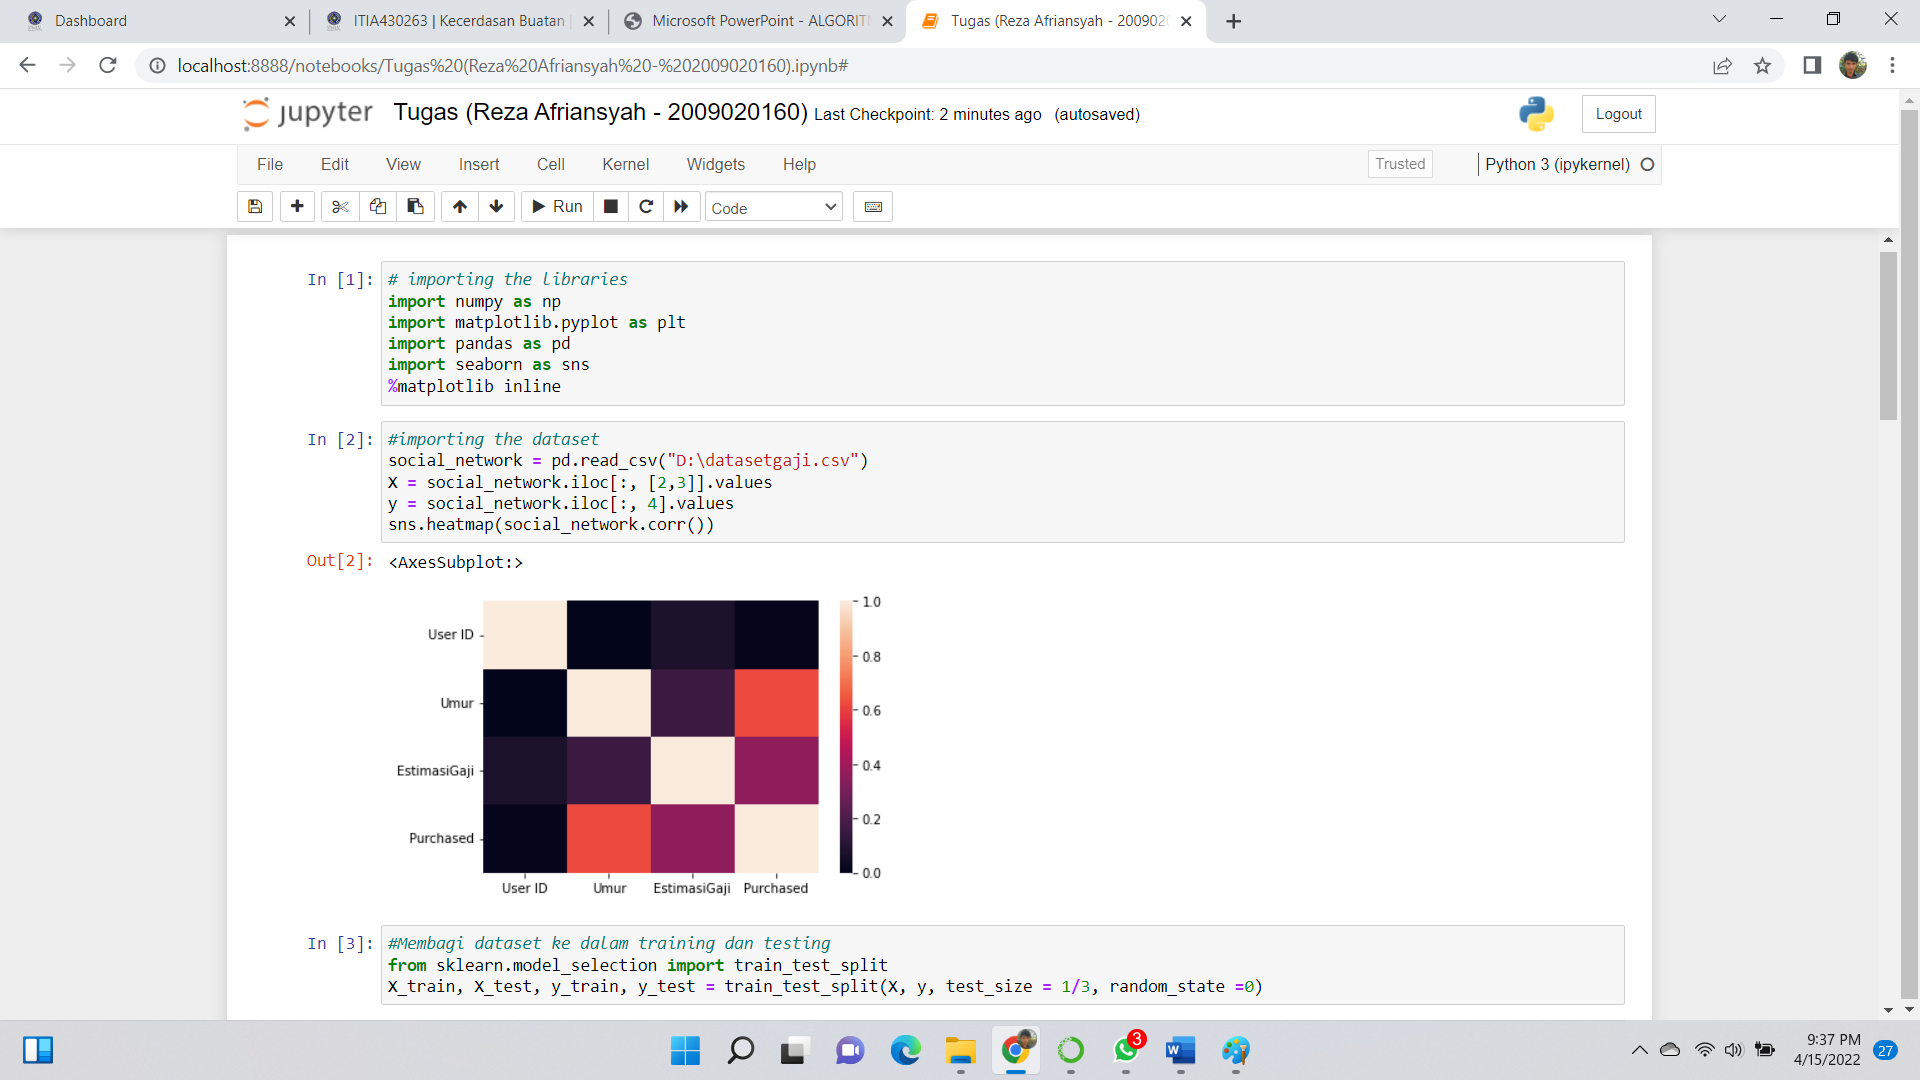 Dashboard
ITIA430263 | Kecerdasan Buatan
Microsoft PowerPoint - ALGORIT
Tugas (Reza Afriansyah - 200902
localhost:8888/notebooks/Tugas%20(Reza%20Afriansyah%20-%202009020160).ipynb#
jupyter Tugas (Reza Afriansyah - 2009020160) Last Checkpoint: 2 minutes ago (autosaved)
Logout
File Edit View Insert Cell Kernel Widgets Help
Trusted
Python 3 (ipykernel)
Run
Code
In [1]:
# importing the libraries
import numpy as np
import matplotlib.pyplot as plt
import pandas as pd
import seaborn as sns
%matplotlib inline
In [2]:
#importing the dataset
social_network = pd.read_csv("D:\datasetgaji.csv")
X = social_network.iloc[:, [2,3]].values
y = social_network.iloc[:, 4].values
sns.heatmap(social_network.corr())
Out[2]: <AxesSubplot:>
User ID
Umur
EstimasiGaji
Purchased
User ID Umur EstimasiGaji Purchased
1.0
0.8
0.6
0.4
0.2
0.0
In [3]:
#Membagi dataset ke dalam training dan testing
from sklearn.model_selection import train_test_split
X_train, X_test, y_train, y_test = train_test_split(X, y, test_size = 1/3, random_state =0)
3
9:37 PM
4/15/2022
27